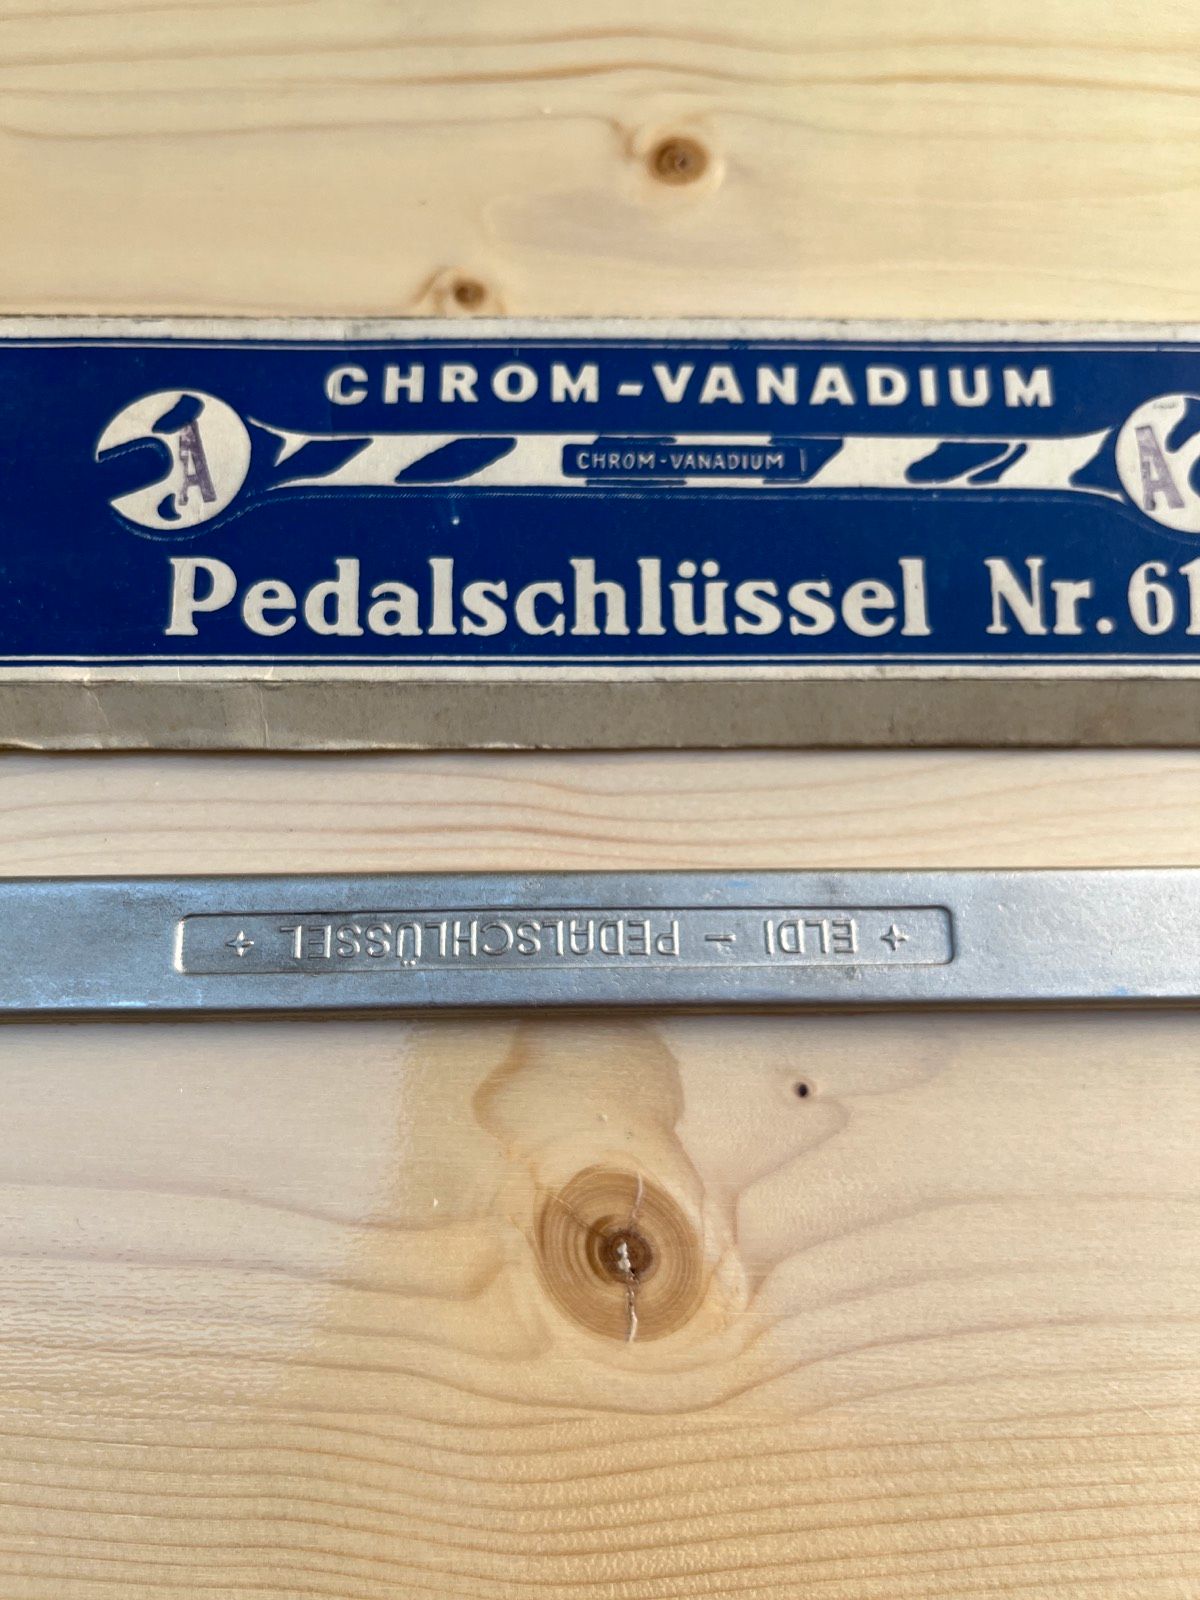 CHROM-VANADIUM
A CHROM-VANADIUM A
Pedalschlüssel Nr. 61
✦ ELDI - PEDALSCHLÜSSEL ✦